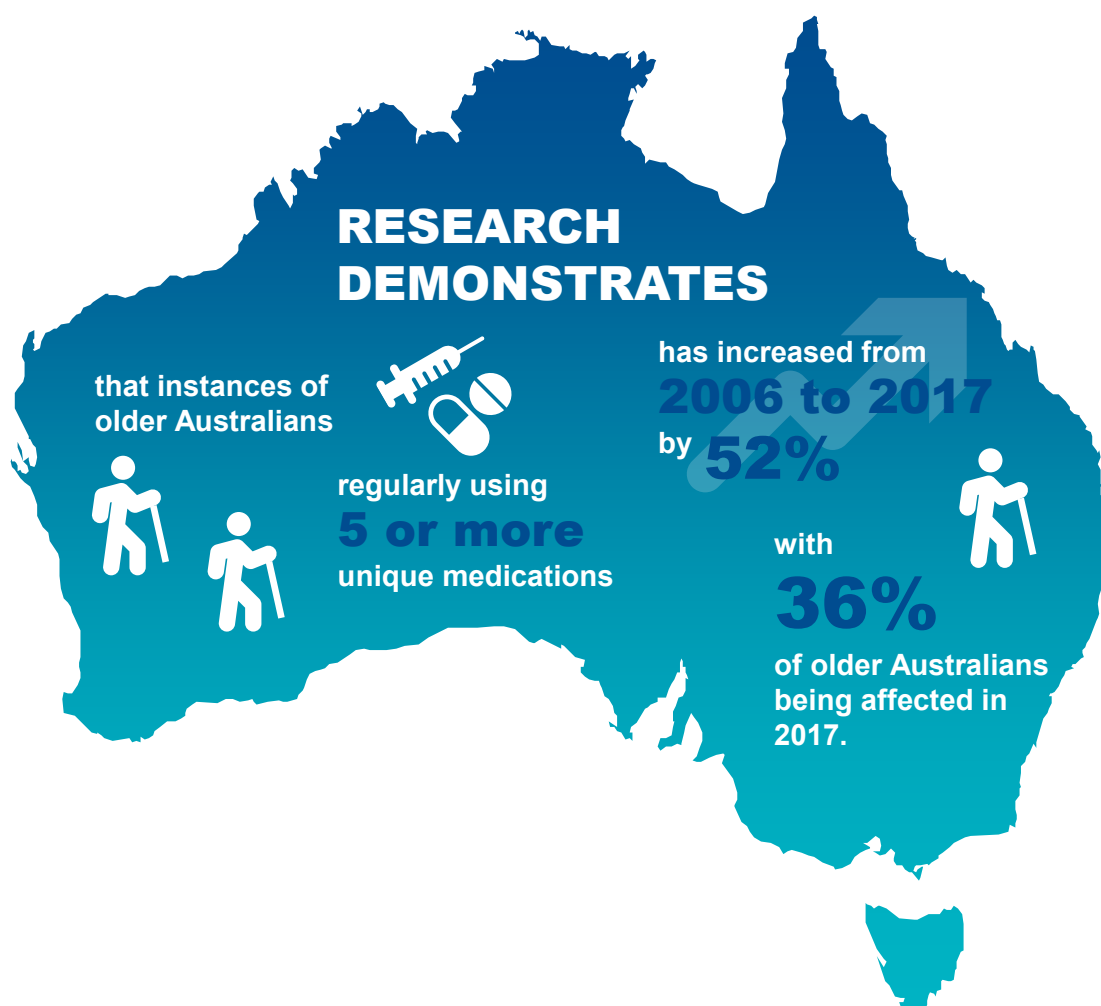 RESEARCH
DEMONSTRATES
that instances of
older Australians
regularly using
5 or more
unique medications
has increased from
2006 to 2017
by 52%
with
36%
of older Australians
being affected in
2017.